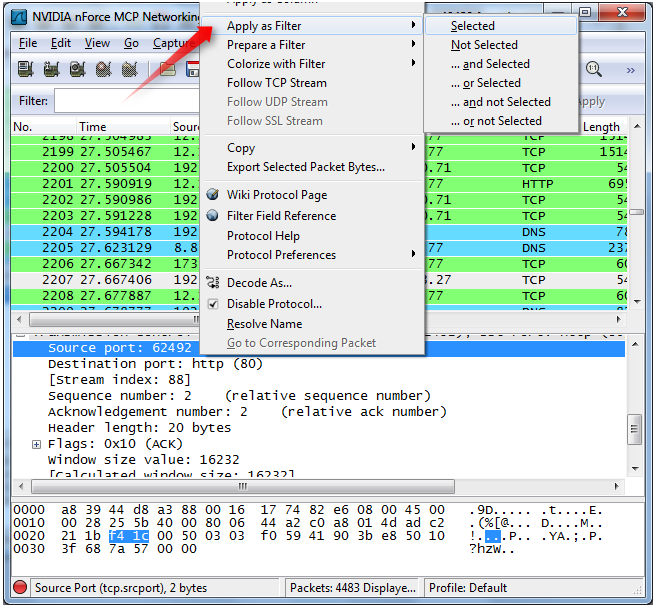 NVIDIA nForce MCP Networking
File Edit View Go Capture
Filter:
Apply
Apply as Filter
Prepare a Filter
Colorize with Filter
Follow TCP Stream
Follow UDP Stream
Follow SSL Stream
Copy
Export Selected Packet Bytes...
Wiki Protocol Page
Filter Field Reference
Protocol Help
Protocol Preferences
Decode As...
Disable Protocol...
Resolve Name
Go to Corresponding Packet
Selected
Not Selected
... and Selected
... or Selected
... and not Selected
... or not Selected
No. Time Sour Length
2199 27.505467 12. 77 TCP 1514
2200 27.505504 192 0.71 TCP 54
2201 27.590919 12. 77 HTTP 695
2202 27.590986 192 0.71 TCP 54
2203 27.591228 192 0.71 TCP 54
2204 27.594178 192 DNS 78
2205 27.623129 8.8 77 DNS 237
2206 27.667342 173 77 TCP 60
2207 27.667406 192 3.27 TCP 54
2208 27.677887 12. 77 TCP 60
Source port: 62492
Destination port: http (80)
[Stream index: 88]
Sequence number: 2 (relative sequence number)
Acknowledgement number: 2 (relative ack number)
Header length: 20 bytes
Flags: 0x10 (ACK)
Window size value: 16232
[Calculated window size: 16232]
0000 a8 39 44 d8 a3 88 00 16 17 74 82 e6 08 00 45 00 .9D..... .t....E.
0010 00 28 25 5b 40 00 80 06 44 a2 c0 a8 01 4d ad c2 .(%[@... D....M..
0020 21 1b f4 1c 00 50 03 03 f0 59 41 90 3b e8 50 10 !....P.. .YA.;.P.
0030 3f 68 7a 57 00 00 ?hzW..
Source Port (tcp.srcport), 2 bytes
Packets: 4483 Displaye...
Profile: Default